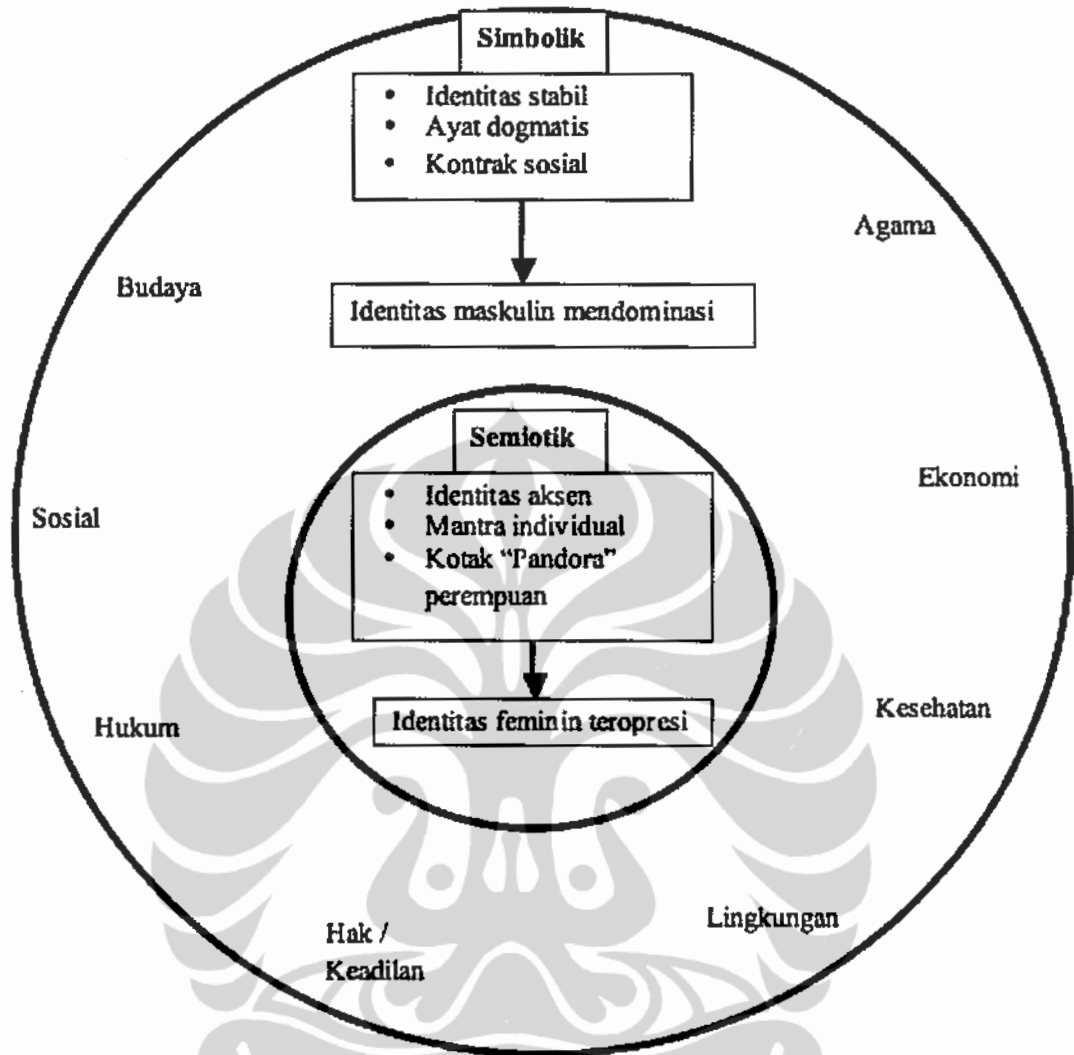 Simbolik
• Identitas stabil
• Ayat dogmatis
• Kontrak sosial
Agama
Budaya
Identitas maskulin mendominasi
Semiotik
• Identitas aksen
• Mantra individual
• Kotak “Pandora”
perempuan
Ekonomi
Sosial
Identitas feminin teropresi
Kesehatan
Hukum
Lingkungan
Hak /
Keadilan